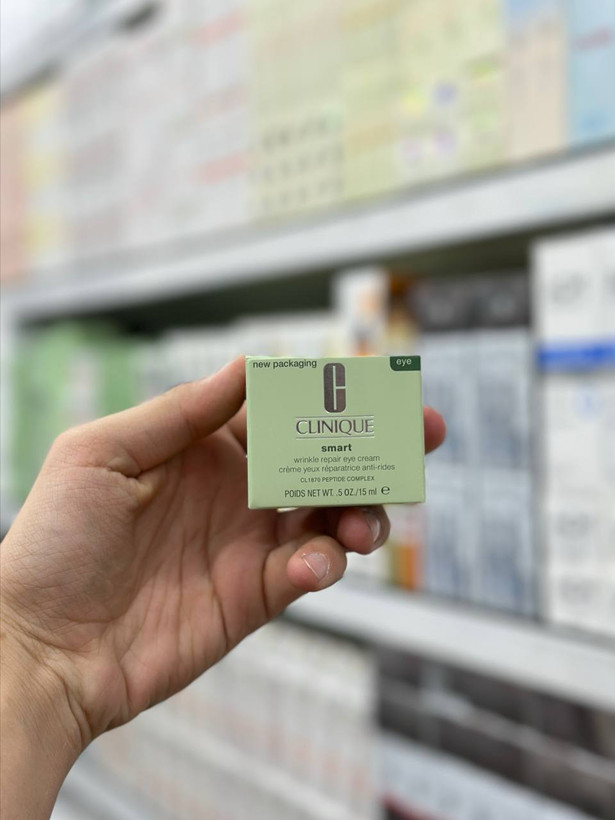 new packaging
eye
CLINIQUE
smart
wrinkle repair eye cream
crème yeux réparatrice anti-rides
CL1870 PEPTIDE COMPLEX
POIDS NET WT. .5 OZ./15 ml ℮